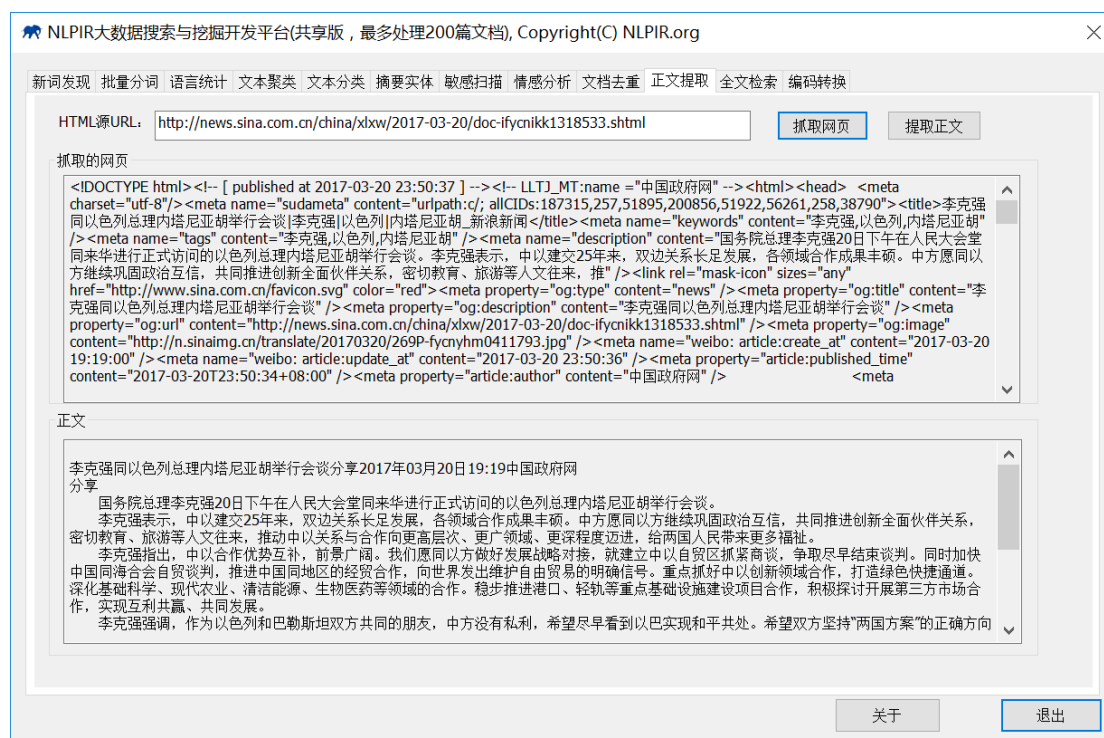 NLPIR大数据搜索与挖掘开发平台(共享版，最多处理200篇文档), Copyright(C) NLPIR.org
新词发现 批量分词 语言统计 文本聚类 文本分类 摘要实体 敏感扫描 情感分析 文档去重 正文提取 全文检索 编码转换
HTML源URL: http://news.sina.com.cn/china/xlxw/2017-03-20/doc-ifycnikk1318533.shtml 抓取网页 提取正文
抓取的网页
<!DOCTYPE html><!-- [ published at 2017-03-20 23:50:37 ] --><!-- LLTJ_MT:name ="中国政府网" --><html><head> <meta
charset="utf-8"/><meta name="sudameta" content="urlpath:c/; allCIDs:187315,257,51895,200856,51922,56261,258,38790"><title>李克强
同以色列总理内塔尼亚胡举行会谈|李克强|以色列|内塔尼亚胡_新浪新闻</title><meta name="keywords" content="李克强,以色列,内塔尼亚胡"
/><meta name="tags" content="李克强,以色列,内塔尼亚胡" /><meta name="description" content="国务院总理李克强20日下午在人民大会堂
同来华进行正式访问的以色列总理内塔尼亚胡举行会谈。李克强表示，中以建交25年来，双边关系长足发展，各领域合作成果丰硕。中方愿同以
方继续巩固政治互信，共同推进创新全面伙伴关系，密切教育、旅游等人文往来，推" /><link rel="mask-icon" sizes="any"
href="http://www.sina.com.cn/favicon.svg" color="red"><meta property="og:type" content="news" /><meta property="og:title" content="李
克强同以色列总理内塔尼亚胡举行会谈" /><meta property="og:description" content="李克强同以色列总理内塔尼亚胡举行会谈" /><meta
property="og:url" content="http://news.sina.com.cn/china/xlxw/2017-03-20/doc-ifycnikk1318533.shtml" /><meta property="og:image"
content="http://n.sinaimg.cn/translate/20170320/269P-fycnyhm0411793.jpg" /><meta name="weibo: article:create_at" content="2017-03-20
19:19:00" /><meta name="weibo: article:update_at" content="2017-03-20 23:50:36" /><meta property="article:published_time"
content="2017-03-20T23:50:34+08:00" /><meta property="article:author" content="中国政府网" /> <meta
正文
李克强同以色列总理内塔尼亚胡举行会谈分享2017年03月20日19:19中国政府网
分享
国务院总理李克强20日下午在人民大会堂同来华进行正式访问的以色列总理内塔尼亚胡举行会谈。
李克强表示，中以建交25年来，双边关系长足发展，各领域合作成果丰硕。中方愿同以方继续巩固政治互信，共同推进创新全面伙伴关系，
密切教育、旅游等人文往来，推动中以关系与合作向更高层次、更广领域、更深程度迈进，给两国人民带来更多福祉。
李克强指出，中以合作优势互补，前景广阔。我们愿同以方做好发展战略对接，就建立中以自贸区抓紧商谈，争取尽早结束谈判。同时加快
中国同海合会自贸谈判，推进中国同地区的经贸合作，向世界发出维护自由贸易的明确信号。重点抓好中以创新领域合作，打造绿色快捷通道。
深化基础科学、现代农业、清洁能源、生物医药等领域的合作。稳步推进港口、轻轨等重点基础设施建设项目合作，积极探讨开展第三方市场合
作，实现互利共赢、共同发展。
李克强强调，作为以色列和巴勒斯坦双方共同的朋友，中方没有私利，希望尽早看到以巴实现和平共处。希望双方坚持“两国方案”的正确方向
关于 退出